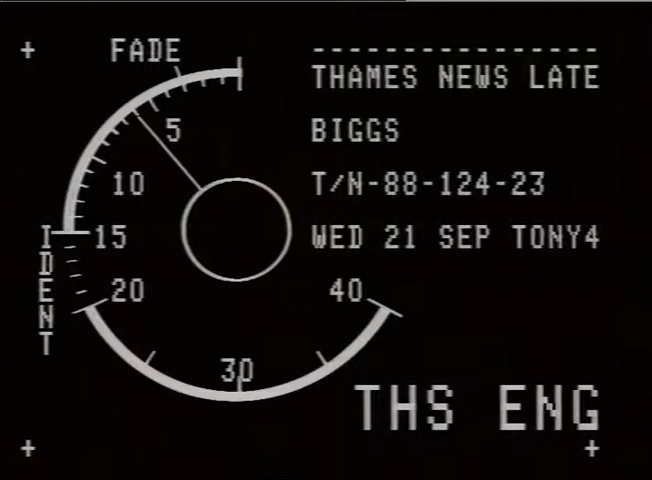 FADE
----------------
THAMES NEWS LATE
5
BIGGS
10
T/N-88-124-23
IDENT
15
WED 21 SEP TONY4
20
40
30
THS ENG